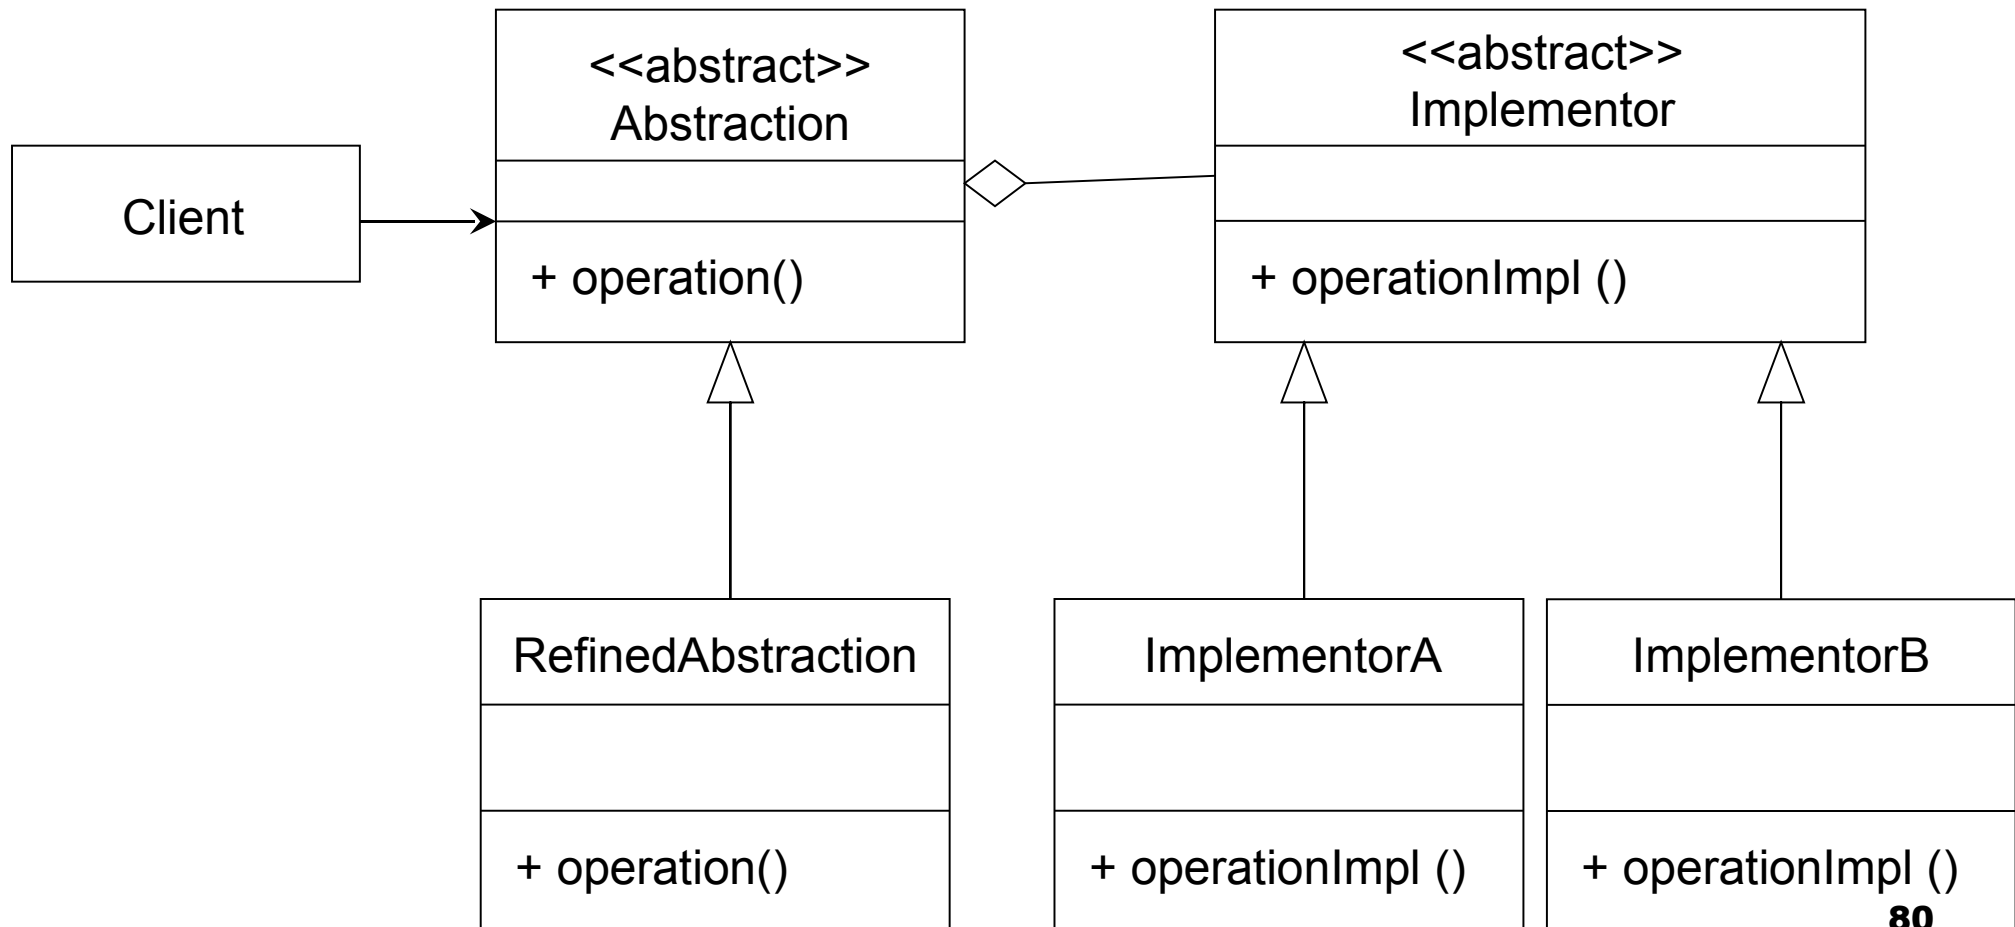 <<abstract>>
Abstraction
+ operation()
<<abstract>>
Implementor
+ operationImpl ()
Client
RefinedAbstraction
+ operation()
ImplementorA
+ operationImpl ()
ImplementorB
+ operationImpl ()
80